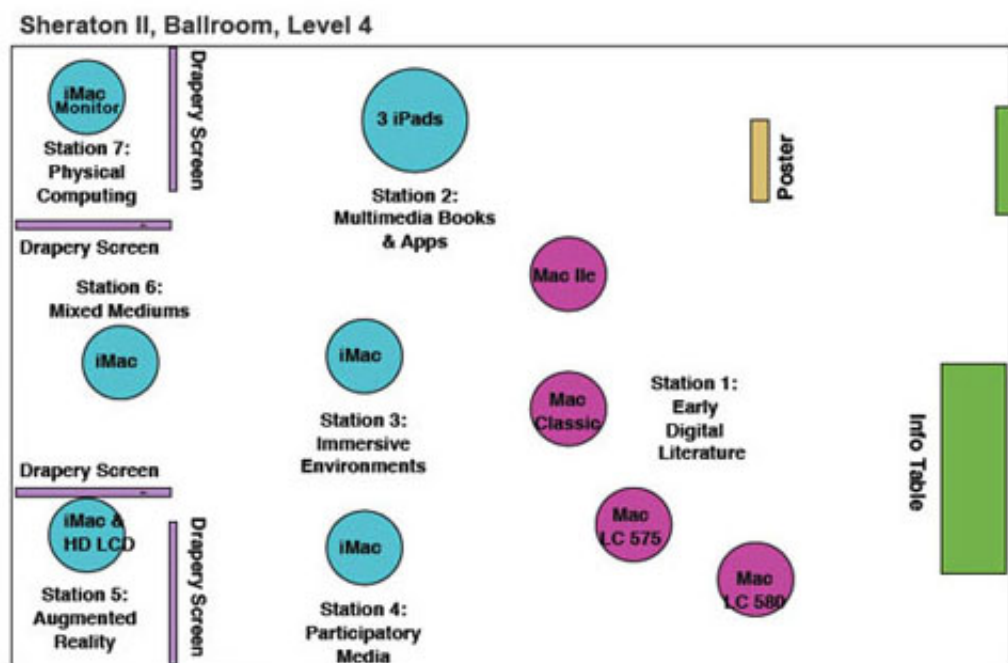 Sheraton II, Ballroom, Level 4
iMac
Monitor
Station 7:
Physical
Computing
Drapery Screen
3 iPads
Station 2:
Multimedia Books
& Apps
Poster
Drapery Screen
Station 6:
Mixed Mediums
iMac
Mac IIe
iMac
Station 3:
Immersive
Environments
Mac
Classic
Station 1:
Early
Digital
Literature
Info Table
Drapery Screen
iMac &
HD LCD
Station 5:
Augmented
Reality
Drapery Screen
iMac
Station 4:
Participatory
Media
Mac
LC 575
Mac
LC 580